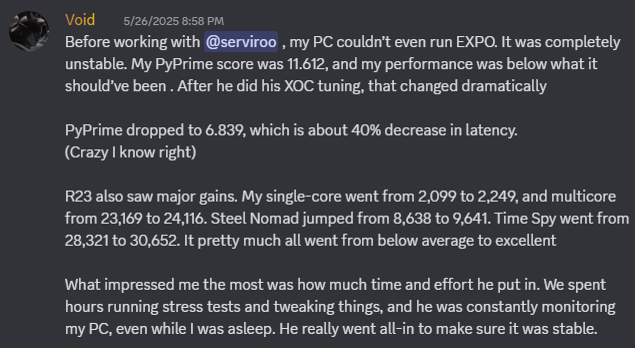 Void 5/26/2025 8:58 PM
Before working with @serviroo , my PC couldn't even run EXPO. It was completely
unstable. My PyPrime score was 11.612, and my performance was below what it
should've been . After he did his XOC tuning, that changed dramatically
PyPrime dropped to 6.839, which is about 40% decrease in latency.
(Crazy I know right)
R23 also saw major gains. My single-core went from 2,099 to 2,249, and multicore
from 23,169 to 24,116. Steel Nomad jumped from 8,638 to 9,641. Time Spy went from
28,321 to 30,652. It pretty much all went from below average to excellent
What impressed me the most was how much time and effort he put in. We spent
hours running stress tests and tweaking things, and he was constantly monitoring
my PC, even while I was asleep. He really went all-in to make sure it was stable.